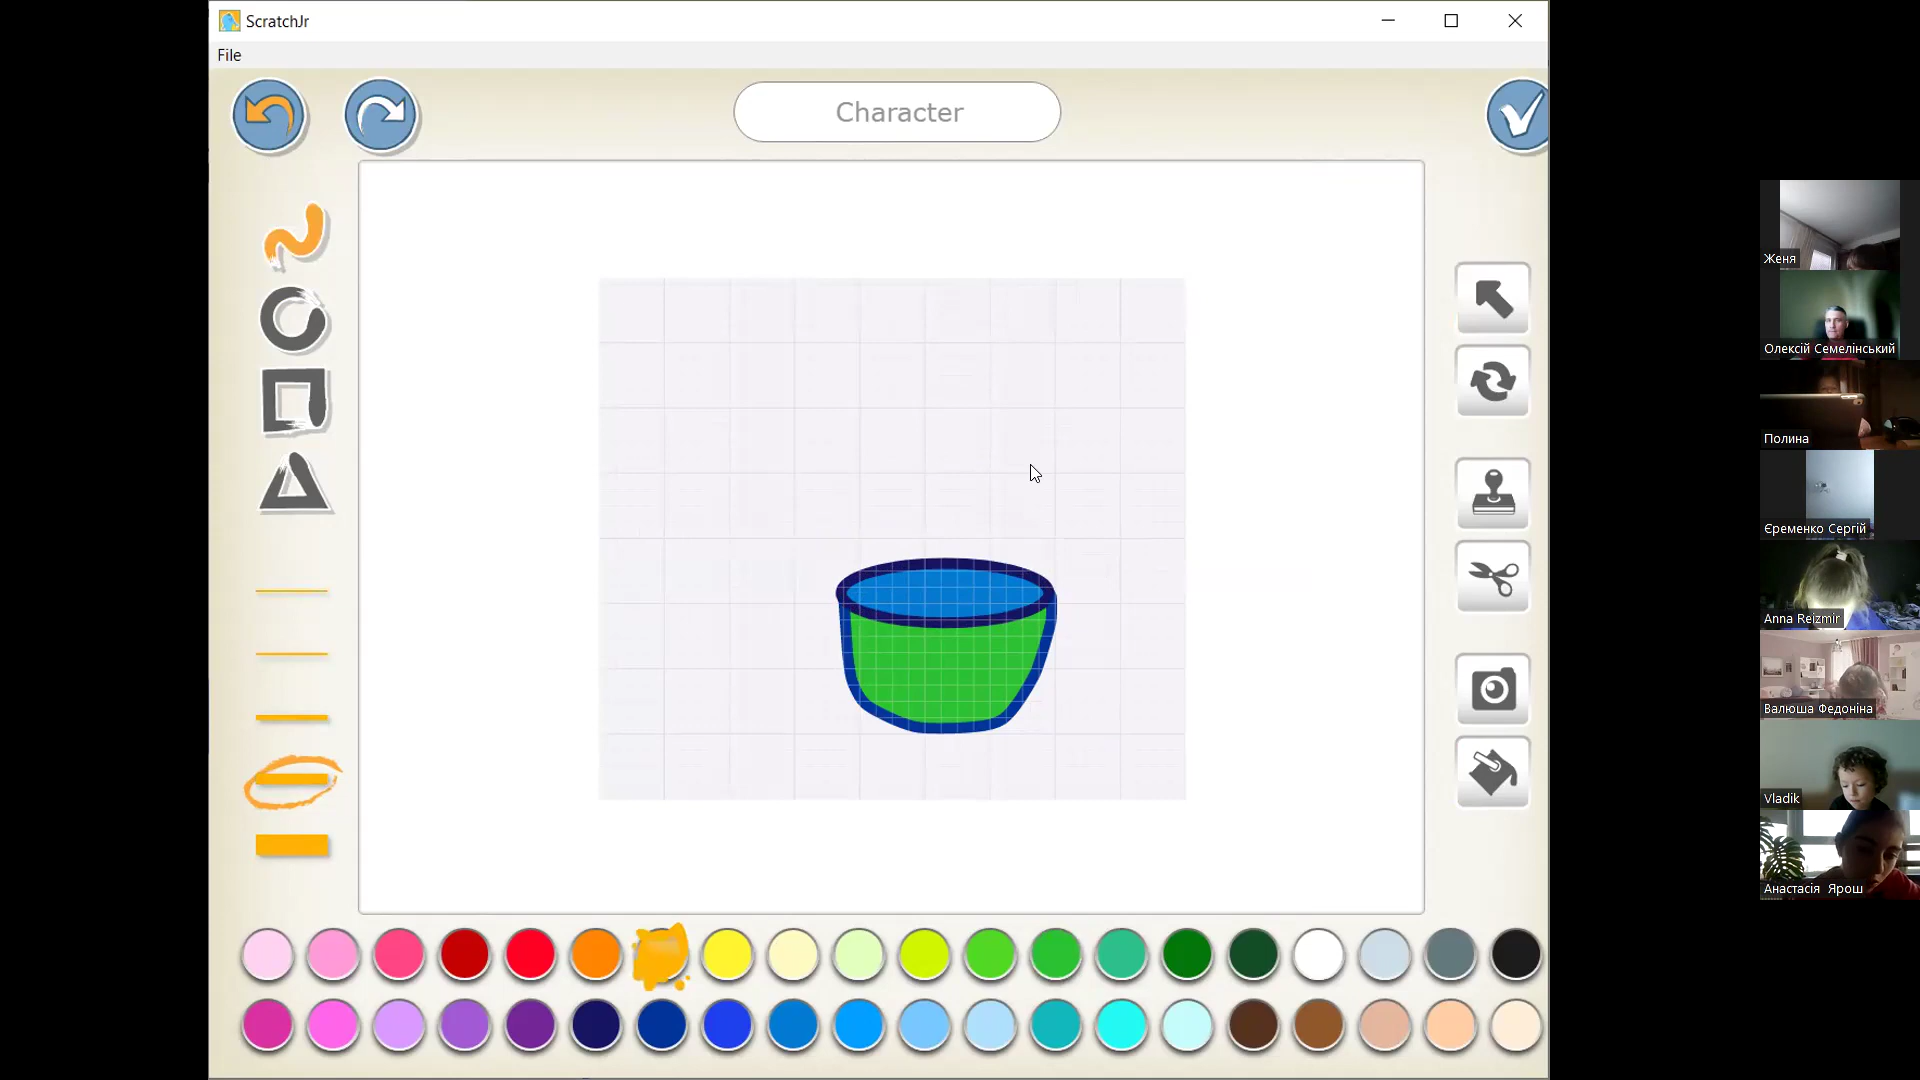 ScratchJr
File
Character
Женя
Олексій Семелінський
Полина
Єременко Сергій
Anna Reizmir
Валюша Федоніна
Vladik
Анастасія Ярош